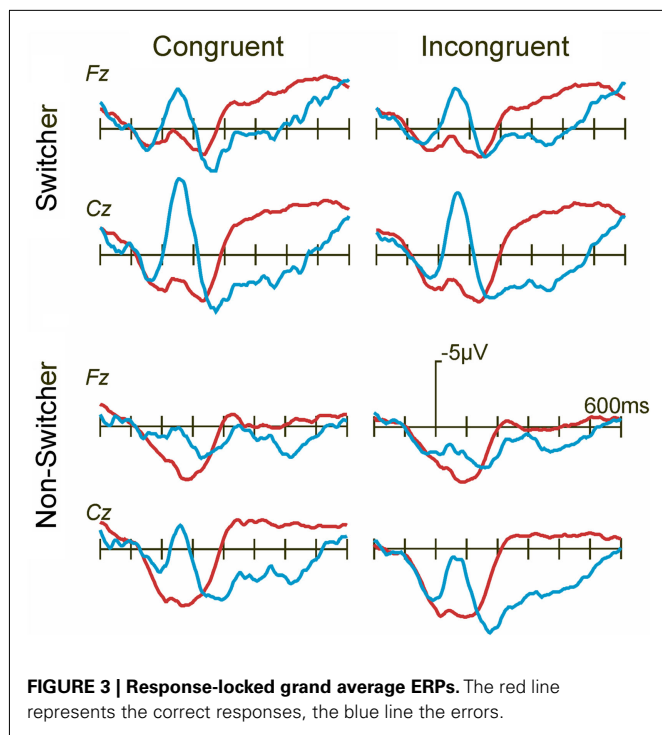 Congruent Incongruent
Switcher
Fz
Cz
Non-Switcher
Fz
-5µV
600ms
Cz
FIGURE 3 | Response-locked grand average ERPs. The red line
represents the correct responses, the blue line the errors.